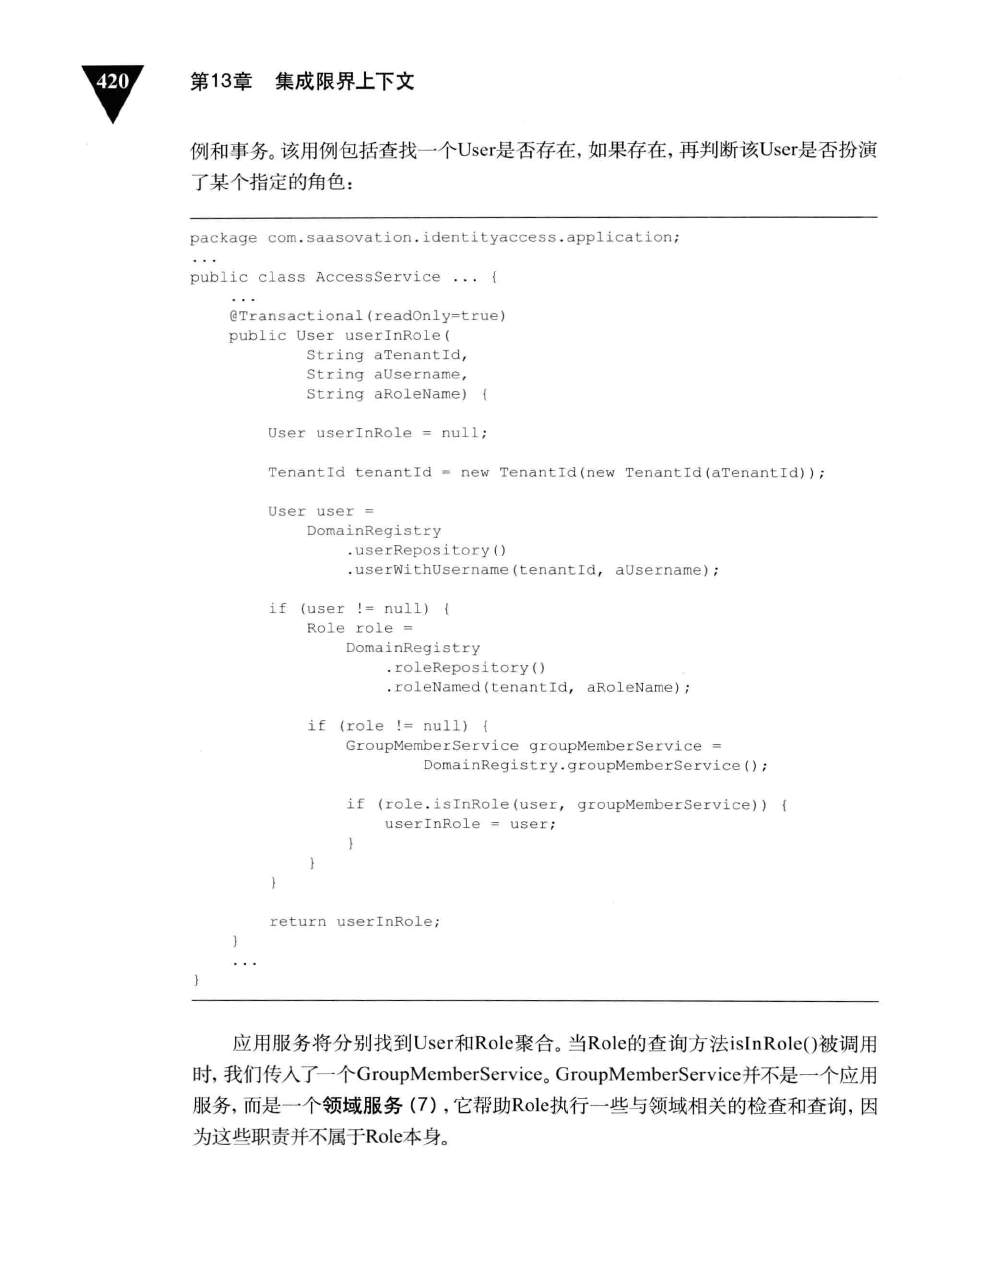 420
第13章 集成限界上下文
例和事务。该用例包括查找一个User是否存在, 如果存在, 再判断该User是否扮演
了某个指定的角色:
package com.saasovation.identityaccess.application;
...
public class AccessService ... {
    ...
    @Transactional(readOnly=true)
    public User userInRole(
            String aTenantId,
            String aUsername,
            String aRoleName) {
        User userInRole = null;
        TenantId tenantId = new TenantId(new TenantId(aTenantId));
        User user =
            DomainRegistry
                .userRepository()
                .userWithUsername(tenantId, aUsername);
        if (user != null) {
            Role role =
                DomainRegistry
                    .roleRepository()
                    .roleNamed(tenantId, aRoleName);
            if (role != null) {
                GroupMemberService groupMemberService =
                        DomainRegistry.groupMemberService();
                if (role.isInRole(user, groupMemberService)) {
                    userInRole = user;
                }
            }
        }
        return userInRole;
    }
    ...
}
应用服务将分别找到User和Role聚合。当Role的查询方法isInRole()被调用
时, 我们传入了一个GroupMemberService。GroupMemberService并不是一个应用
服务, 而是一个领域服务 (7) , 它帮助Role执行一些与领域相关的检查和查询, 因
为这些职责并不属于Role本身。